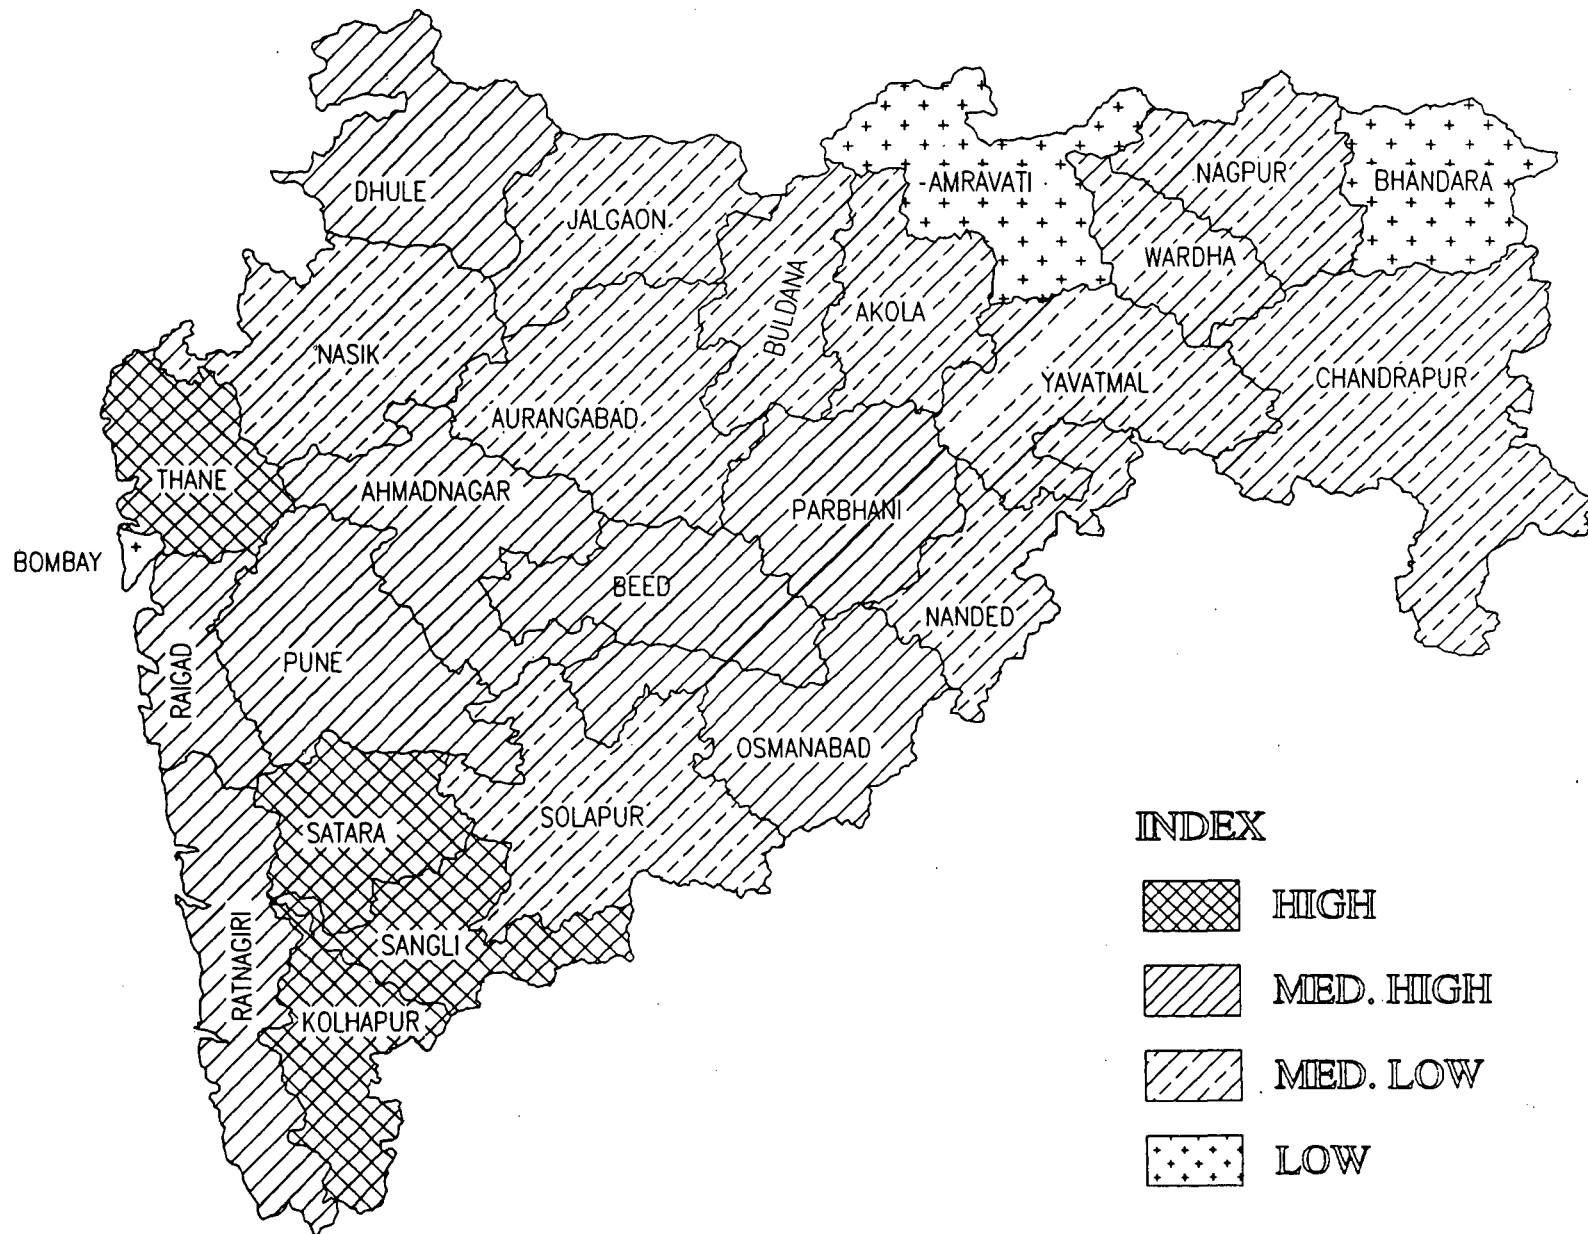 DHULE
JALGAON
AMRAVATI
NAGPUR
BHANDARA
WARDHA
BULDANA
AKOLA
NASIK
YAVATMAL
CHANDRAPUR
AURANGABAD
THANE
AHMADNAGAR
PARBHANI
BOMBAY
BEED
NANDED
RAIGAD
PUNE
OSMANABAD
SATARA
SOLAPUR
RATNAGIRI
SANGLI
KOLHAPUR
INDEX
HIGH
MED. HIGH
MED. LOW
LOW